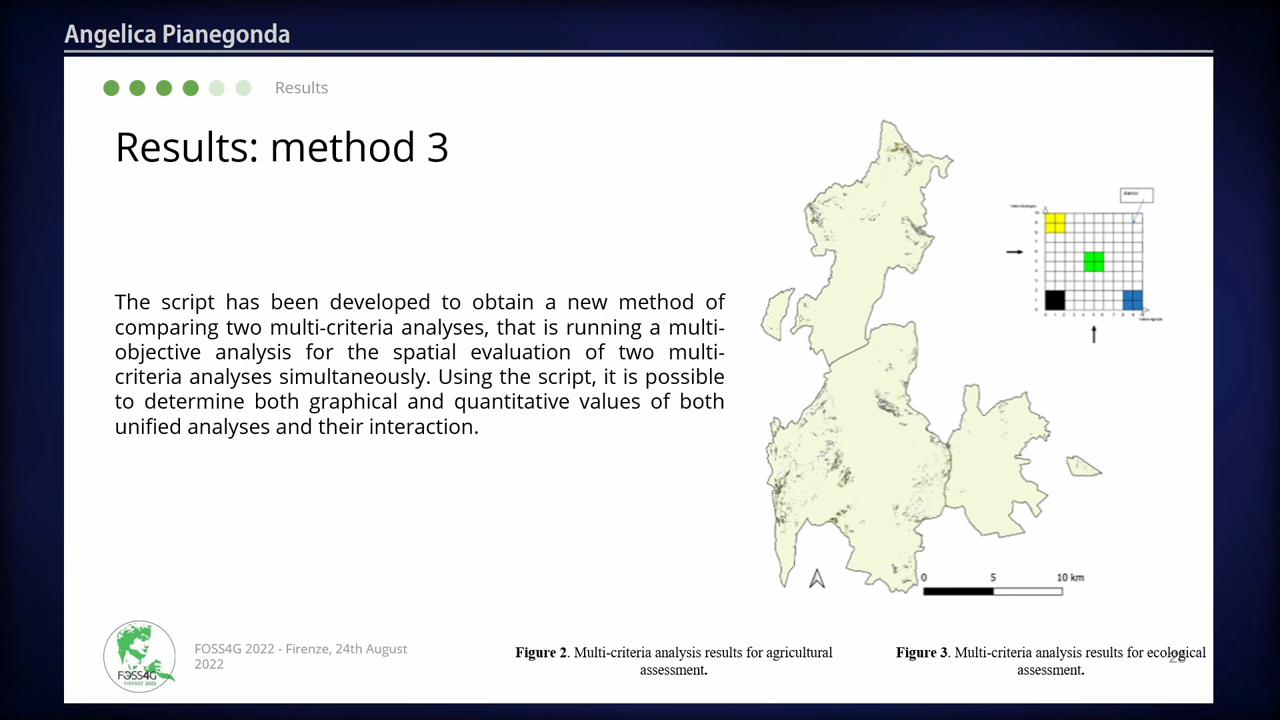 Angelica Pianegonda
Results
Results: method 3
The script has been developed to obtain a new method of
comparing two multi-criteria analyses, that is running a multi-
objective analysis for the spatial evaluation of two multi-
criteria analyses simultaneously. Using the script, it is possible
to determine both graphical and quantitative values of both
unified analyses and their interaction.
0 5 10 km
FOSS4G
FIRENZE 2022
FOSS4G 2022 - Firenze, 24th August
2022
Figure 2. Multi-criteria analysis results for agricultural
assessment.
Figure 3. Multi-criteria analysis results for ecological
assessment.